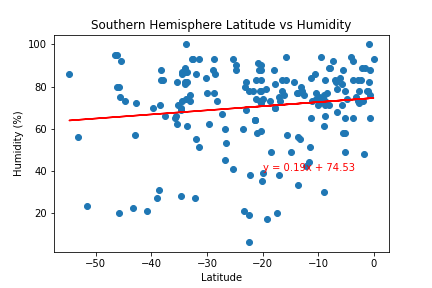 Southern Hemisphere Latitude vs Humidity
100
80
60
40
20
Humidity (%)
y = 0.19x + 74.53
−50
−40
−30
−20
−10
0
Latitude